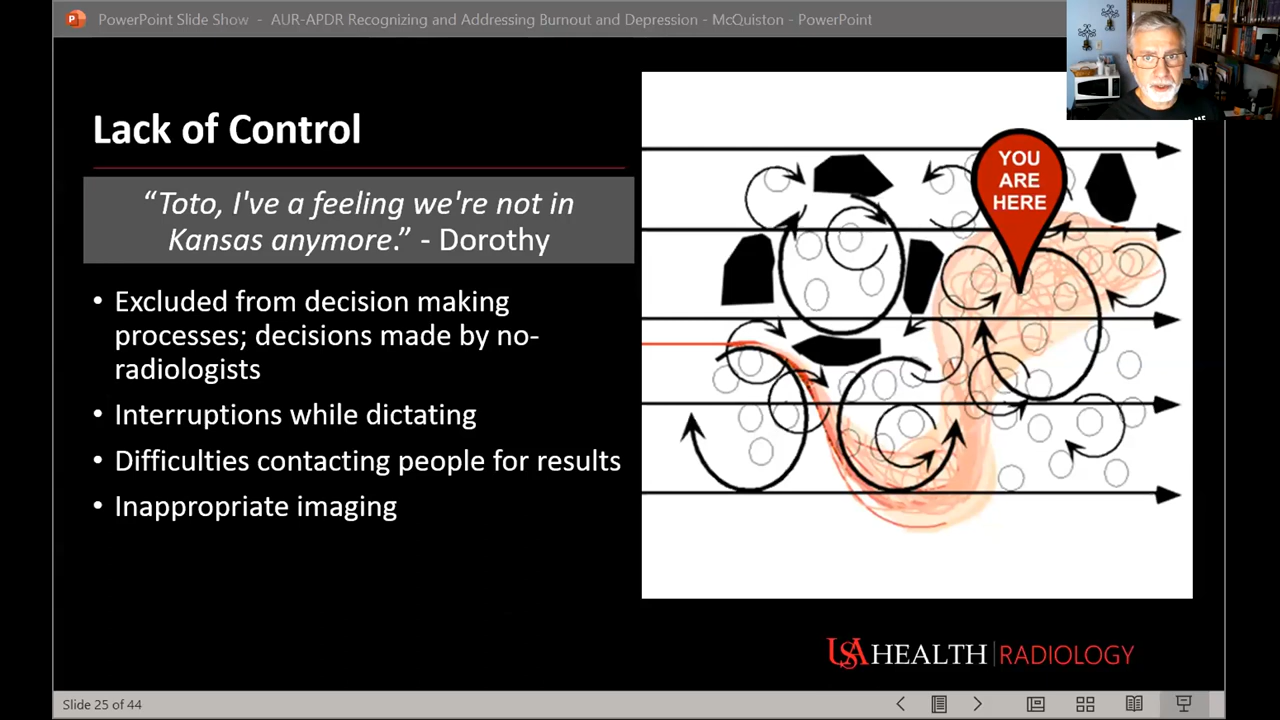 PowerPoint Slide Show - AUR-APDR Recognizing and Addressing Burnout and Depression - McQuiston - PowerPoint
Lack of Control
“Toto, I've a feeling we're not in
Kansas anymore.” - Dorothy
• Excluded from decision making
processes; decisions made by no-
radiologists
• Interruptions while dictating
• Difficulties contacting people for results
• Inappropriate imaging
YOU
ARE
HERE
USA HEALTH | RADIOLOGY
Slide 25 of 44